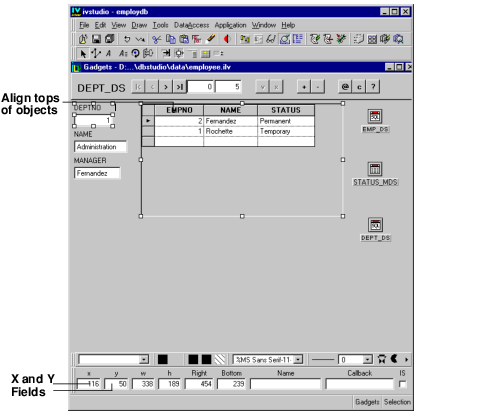 ivstudio - employdb
File Edit View Draw Tools DataAccess Application Window Help
Gadgets - D:...\dbstudio\data\employee.ilv
DEPT_DS 0 5 v x + - @ c ?
Align tops
of objects
DEPTNO
1
NAME
Administration
MANAGER
Fernandez
EMPNO NAME STATUS
2 Fernandez Permanent
1 Rochette Temporary
EMP_DS
STATUS_MDS
DEPT_DS
%MS Sans Serif-11- 0
X and Y
Fields
x y w h Right Bottom Name Callback IS
116 50 338 189 454 239
Gadgets Selection